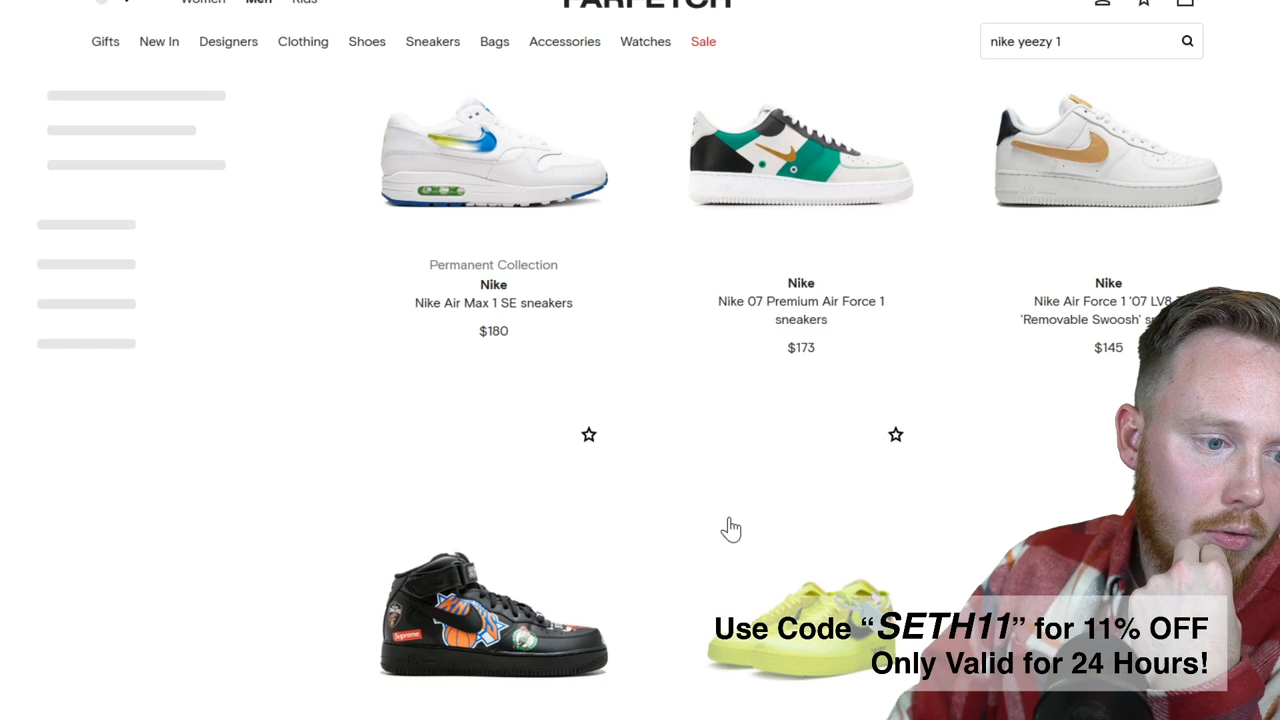 Women Men Kids
FARFETCH
Gifts New In Designers Clothing Shoes Sneakers Bags Accessories Watches Sale
nike yeezy 1
Permanent Collection
Nike
Nike Air Max 1 SE sneakers
$180
Nike
Nike 07 Premium Air Force 1
sneakers
$173
Nike
Nike Air Force 1 '07 LV8
'Removable Swoosh'
$145
Supreme
Use Code “SETH11” for 11% OFF
Only Valid for 24 Hours!